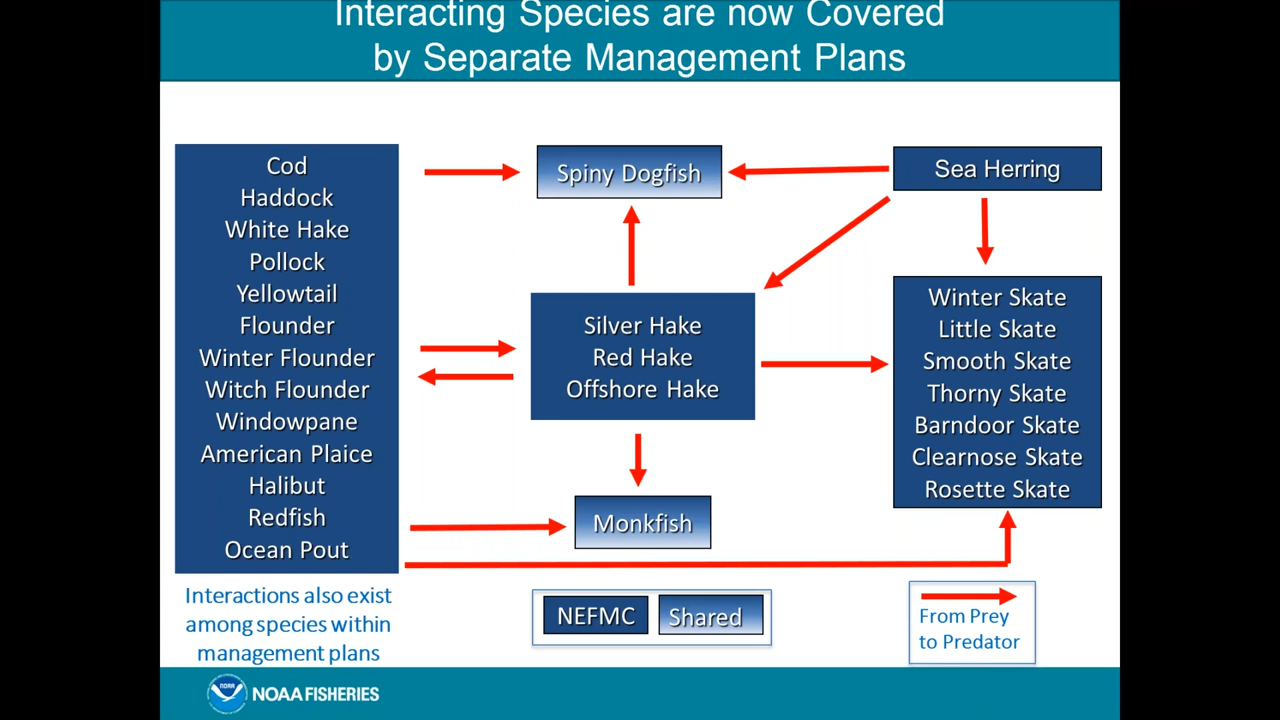 Interacting Species are now Covered
by Separate Management Plans
Cod
Haddock
White Hake
Pollock
Yellowtail
Flounder
Winter Flounder
Witch Flounder
Windowpane
American Plaice
Halibut
Redfish
Ocean Pout
Interactions also exist
among species within
management plans
Spiny Dogfish
Silver Hake
Red Hake
Offshore Hake
Monkfish
NEFMC
Shared
Sea Herring
Winter Skate
Little Skate
Smooth Skate
Thorny Skate
Barndoor Skate
Clearnose Skate
Rosette Skate
From Prey
to Predator
NOAA
NOAA FISHERIES